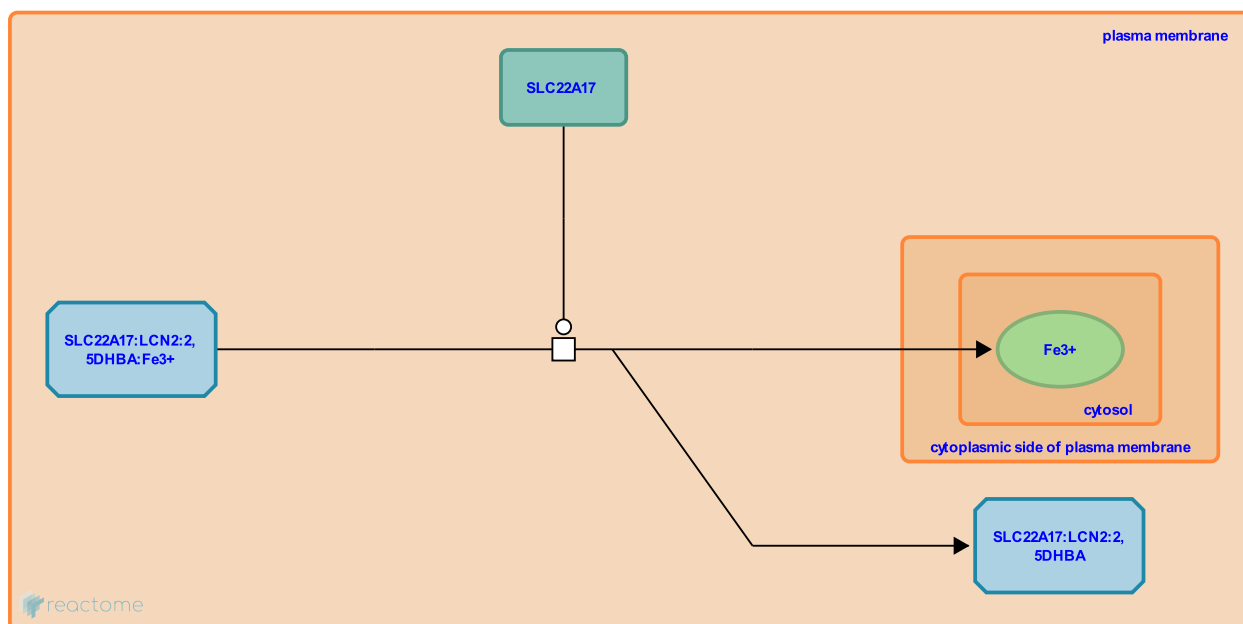 plasma membrane
SLC22A17
SLC22A17:LCN2:2,
5DHBA:Fe3+
Fe3+
cytosol
cytoplasmic side of plasma membrane
SLC22A17:LCN2:2,
5DHBA
reactome